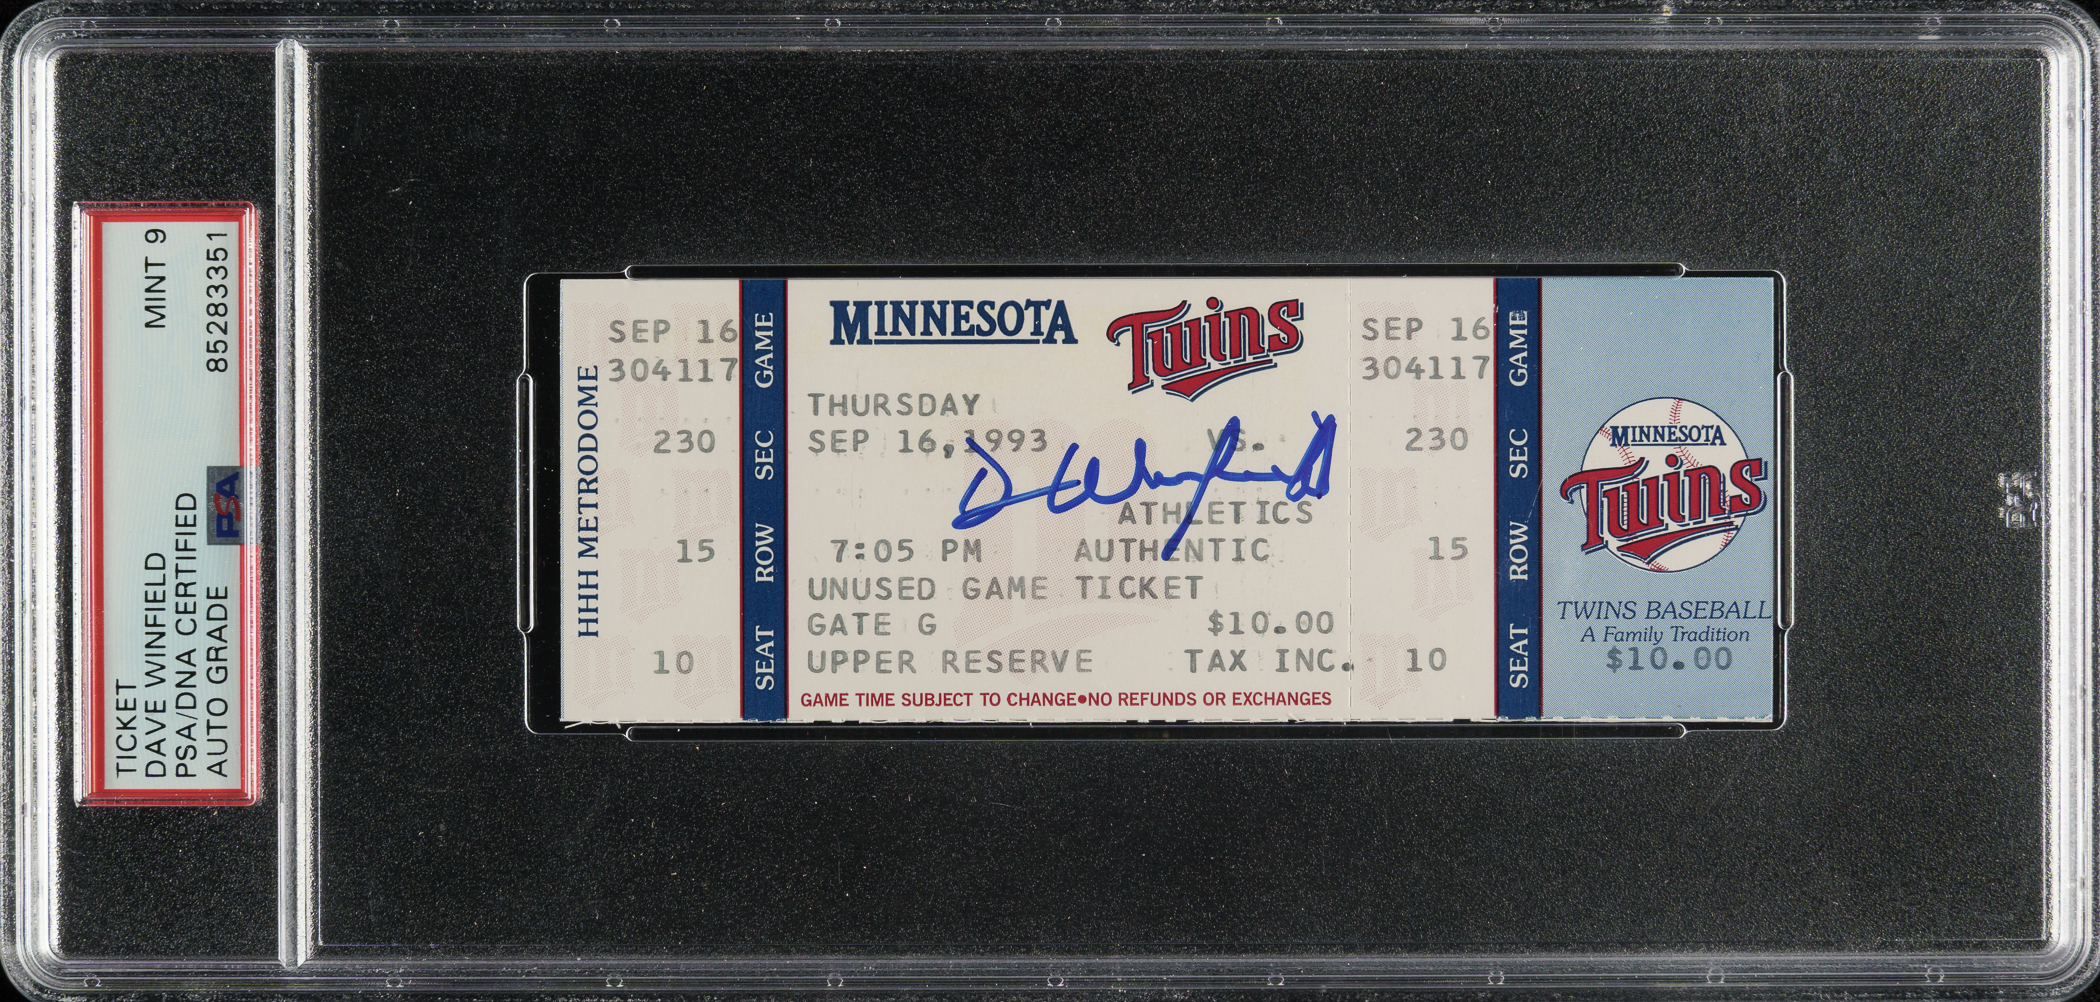 TICKET
DAVE WINFIELD
PSA/DNA CERTIFIED
AUTO GRADE
MINT 9
85283351
PSA
HHH METRODOME
SEP 16
304117
230
15
10
GAME
SEC
ROW
SEAT
MINNESOTA Twins
THURSDAY
SEP 16,1993 VS.
D Winfield
ATHLETICS
7:05 PM AUTHENTIC
UNUSED GAME TICKET
GATE G $10.00
UPPER RESERVE TAX INC.
GAME TIME SUBJECT TO CHANGE•NO REFUNDS OR EXCHANGES
SEP 16
304117
230
15
10
GAME
SEC
ROW
SEAT
MINNESOTA
Twins
TWINS BASEBALL
A Family Tradition
$10.00